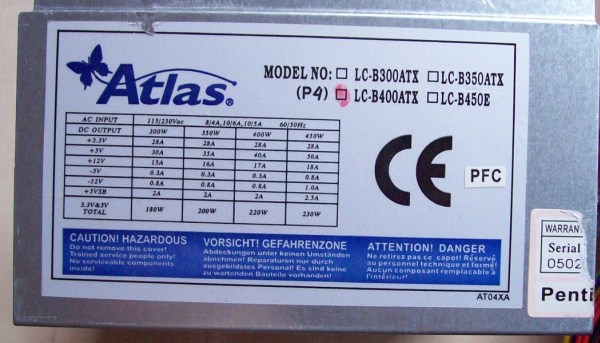 Atlas®
MODEL NO: □ LC-B300ATX □ LC-B350ATX
(P4) □ LC-B400ATX □ LC-B450E
AC INPUT 115/230Vac 8/4A,10/6A,10/5A 60/50Hz
DC OUTPUT 300W 350W 400W 450W
+3.3V 28A 28A 28A 28A
+5V 30A 35A 40A 50A
+12V 15A 16A 17A 18A
-5V 0.3A 0.3A 0.3A 0.8A
-12V 0.8A 0.8A 0.8A 1.0A
+5VSB 2A 2A 2A 2.5A
3.3V&5V
TOTAL 180W 200W 220W 230W
CE
PFC
CAUTION! HAZARDOUS
Do not remove this cover!
Trained service people only!
No serviceable components
inside!
VORSICHT! GEFAHRENZONE
Abdeckungen unter keinen Umständen
abnehmen! Reparaturen nur durch
ausgebildetes Personal! Es sind keine
zu wartenden Bauteile vorhanden!
ATTENTION! DANGER
Ne retirez pas ce capot! Réservé
au personnel technique et formé!
Aucun composant remplaçable à
l'intérieur!
AT04XA
WARRAN
Serial
0502
Penti